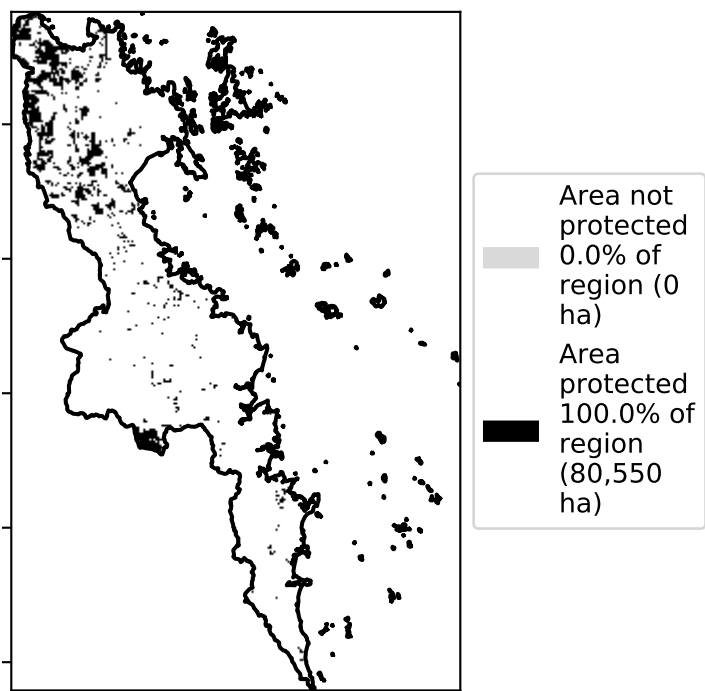 Area not
protected
0.0% of
region (0
ha)
Area
protected
100.0% of
region
(80,550
ha)